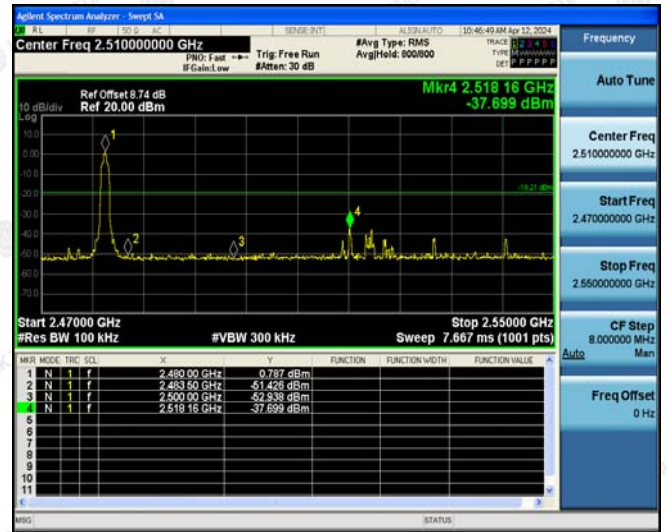 Agilent Spectrum Analyzer - Swept SA
RL RF 50 Ω AC SENSE:INT ALIGNAUTO 10:46:49 AM Apr 12, 2024
Center Freq 2.510000000 GHz
PNO: Fast Trig: Free Run
IFGain:Low #Atten: 30 dB
#Avg Type: RMS
Avg|Hold: 800/800
TRACE 1 2 3 4 5 6
TYPE
DET P P P P P P
Mkr4 2.518 16 GHz
-37.699 dBm
Ref Offset 8.74 dB
10 dB/div Ref 20.00 dBm
Log
10.0
0.00
-10.0
-20.0
-30.0
-40.0
-50.0
-60.0
-70.0
1
2
3
4
-19.21 dBm
Start 2.47000 GHz Stop 2.55000 GHz
#Res BW 100 kHz #VBW 300 kHz Sweep 7.667 ms (1001 pts)
MKR MODE TRC SCL X Y FUNCTION FUNCTION WIDTH FUNCTION VALUE
1 N 1 f 2.480 00 GHz 0.787 dBm
2 N 1 f 2.483 50 GHz -51.426 dBm
3 N 1 f 2.500 00 GHz -52.938 dBm
4 N 1 f 2.518 16 GHz -37.699 dBm
5
6
7
8
9
10
11
MSG STATUS
Frequency
Auto Tune
Center Freq
2.510000000 GHz
Start Freq
2.470000000 GHz
Stop Freq
2.550000000 GHz
CF Step
8.000000 MHz
Auto Man
Freq Offset
0 Hz